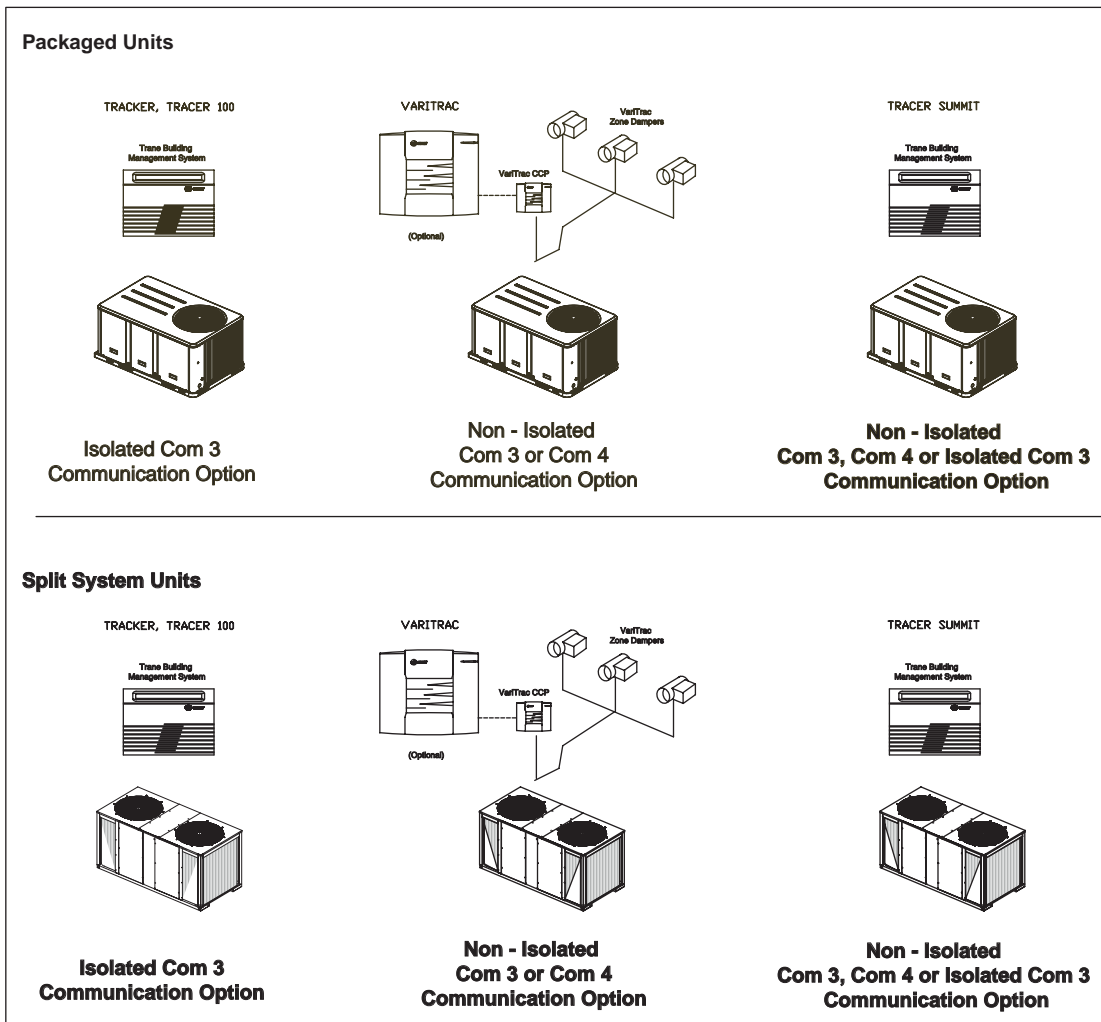 Packaged Units
TRACKER, TRACER 100
VARITRAC
VariTrac
Zone Dampers
TRACER SUMMIT
Trane Building
Management System
VariTrac CCP
(Optional)
Trane Building
Management System
Isolated Com 3
Communication Option
Non - Isolated
Com 3 or Com 4
Communication Option
Non - Isolated
Com 3, Com 4 or Isolated Com 3
Communication Option
Split System Units
TRACKER, TRACER 100
VARITRAC
VariTrac
Zone Dampers
TRACER SUMMIT
Trane Building
Management System
VariTrac CCP
(Optional)
Trane Building
Management System
Isolated Com 3
Communication Option
Non - Isolated
Com 3 or Com 4
Communication Option
Non - Isolated
Com 3, Com 4 or Isolated Com 3
Communication Option